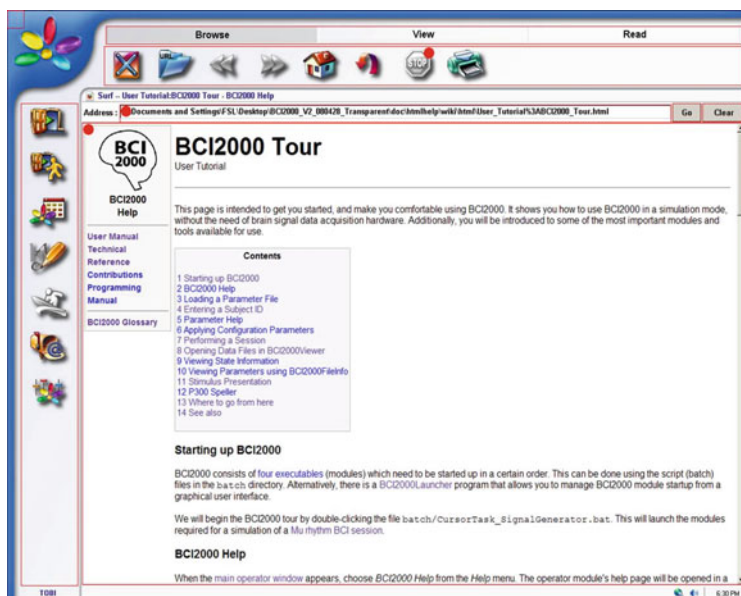 Browse View Read
URL
STOP
Surf - User Tutorial:BCI2000 Tour - BCI2000 Help
Address : Documents and Settings\FSL\Desktop\BCI2000_V2_080428_Transparent\doc\htmlhelp\wiki\html\User_Tutorial%3ABCI2000_Tour.html Go Clear
BCI
2000
BCI2000
Help
User Manual
Technical
Reference
Contributions
Programming
Manual
BCI2000 Glossary
BCI2000 Tour
User Tutorial
This page is intended to get you started, and make you comfortable using BCI2000. It shows you how to use BCI2000 in a simulation mode,
without the need of brain signal data acquisition hardware. Additionally, you will be introduced to some of the most important modules and
tools available for use.
Contents
1 Starting up BCI2000
2 BCI2000 Help
3 Loading a Parameter File
4 Entering a Subject ID
5 Parameter Help
6 Applying Configuration Parameters
7 Performing a Session
8 Opening Data Files in BCI2000Viewer
9 Viewing State Information
10 Viewing Parameters using BCI2000FileInfo
11 Stimulus Presentation
12 P300 Speller
13 Where to go from here
14 See also
Starting up BCI2000
BCI2000 consists of four executables (modules) which need to be started up in a certain order. This can be done using the script (batch)
files in the batch directory. Alternatively, there is a BCI2000Launcher program that allows you to manage BCI2000 module startup from a
graphical user interface.
We will begin the BCI2000 tour by double-clicking the file batch/CursorTask_SignalGenerator.bat. This will launch the modules
required for a simulation of a Mu rhythm BCI session.
BCI2000 Help
When the main operator window appears, choose BCI2000 Help from the Help menu. The operator module's help page will be opened in a
TOBI 6:30 PM